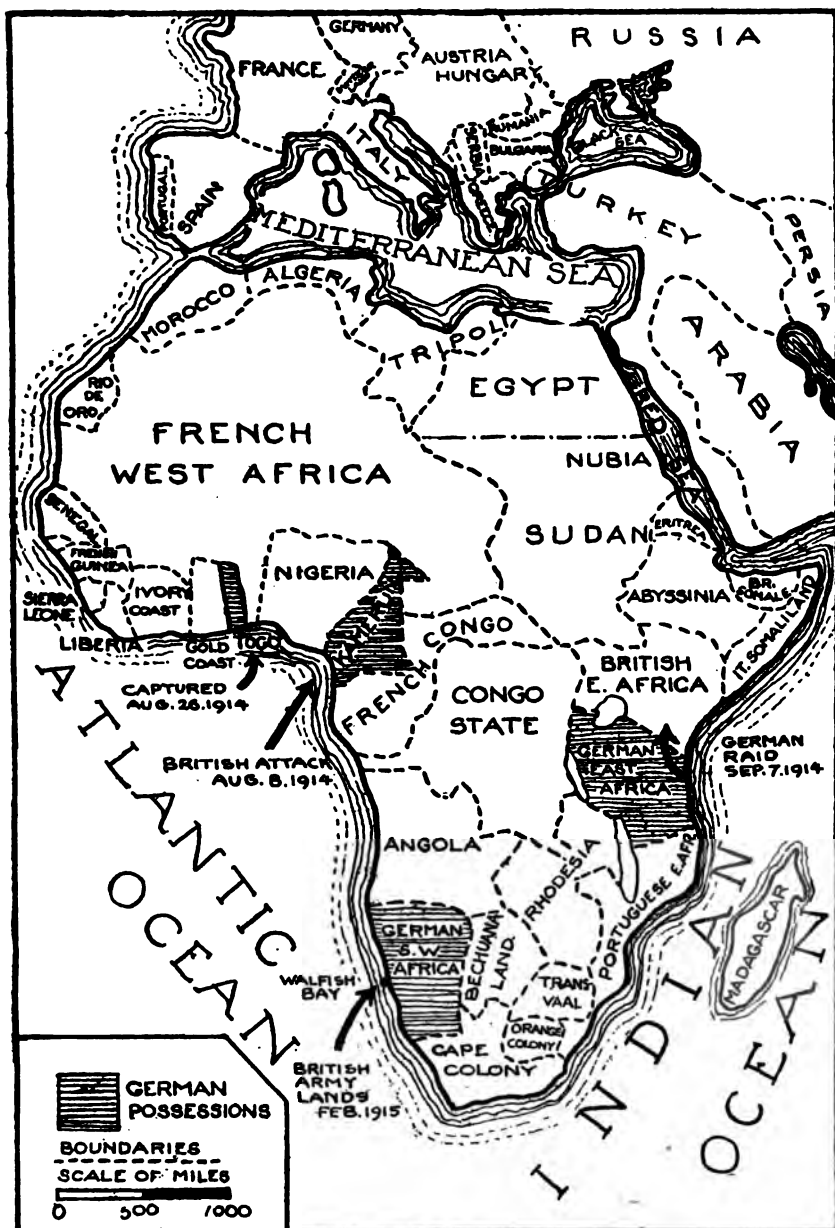 GERMANY
RUSSIA
FRANCE
AUSTRIA
HUNGARY
ITALY
RUMANIA
BULGARIA
SERBIA
GREECE
BLACK
SEA
PORTUGAL
SPAIN
TURKEY
PERSIA
MEDITERRANEAN SEA
MOROCCO
ALGERIA
TRIPOLI
EGYPT
ARABIA
RED SEA
RIO
DE
ORO
FRENCH
WEST AFRICA
NUBIA
SUDAN
ERITREA
SENEGAL
FRENCH
GUINEA
SIERRA
LEONE
IVORY
COAST
NIGERIA
ABYSSINIA
BR.
IT. SOMALILAND
LIBERIA
GOLD
COAST
TOGO
KAMERUN
FRENCH CONGO
CONGO
STATE
BRITISH
E. AFRICA
CAPTURED
AUG. 26. 1914
BRITISH ATTACK
AUG. 8. 1914
GERMAN
EAST
AFRICA
GERMAN
RAID
SEP. 7. 1914
ATLANTIC
OCEAN
ANGOLA
RHODESIA
PORTUGUESE E. AFR.
MADAGASCAR
INDIAN
OCEAN
GERMAN
S. W
AFRICA
BECHUANA
LAND.
WALFISH
BAY
TRANS
VAAL
ORANGE
COLONY
CAPE
COLONY
BRITISH
ARMY
LANDS
FEB. 1915
GERMAN
POSSESSIONS
BOUNDARIES
SCALE OF MILES
0 500 1000